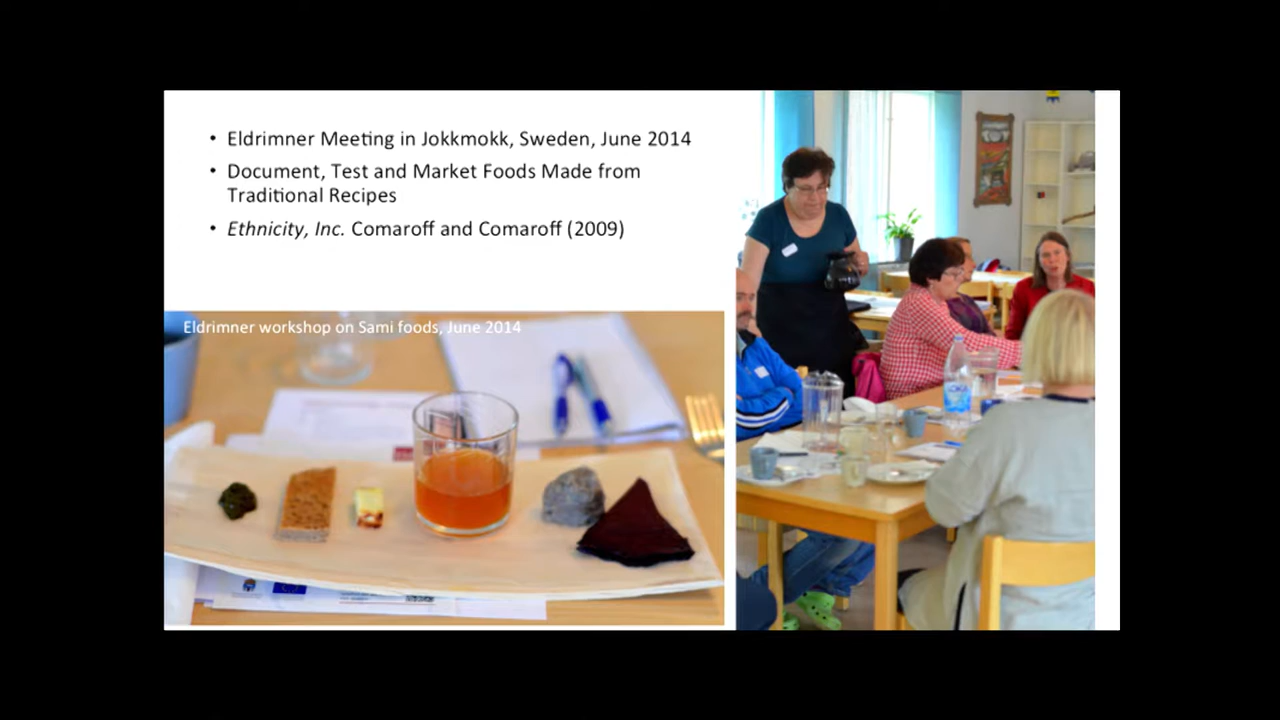 • Eldrimner Meeting in Jokkmokk, Sweden, June 2014
• Document, Test and Market Foods Made from
Traditional Recipes
• Ethnicity, Inc. Comaroff and Comaroff (2009)
Eldrimner workshop on Sami foods, June 2014
LOKA